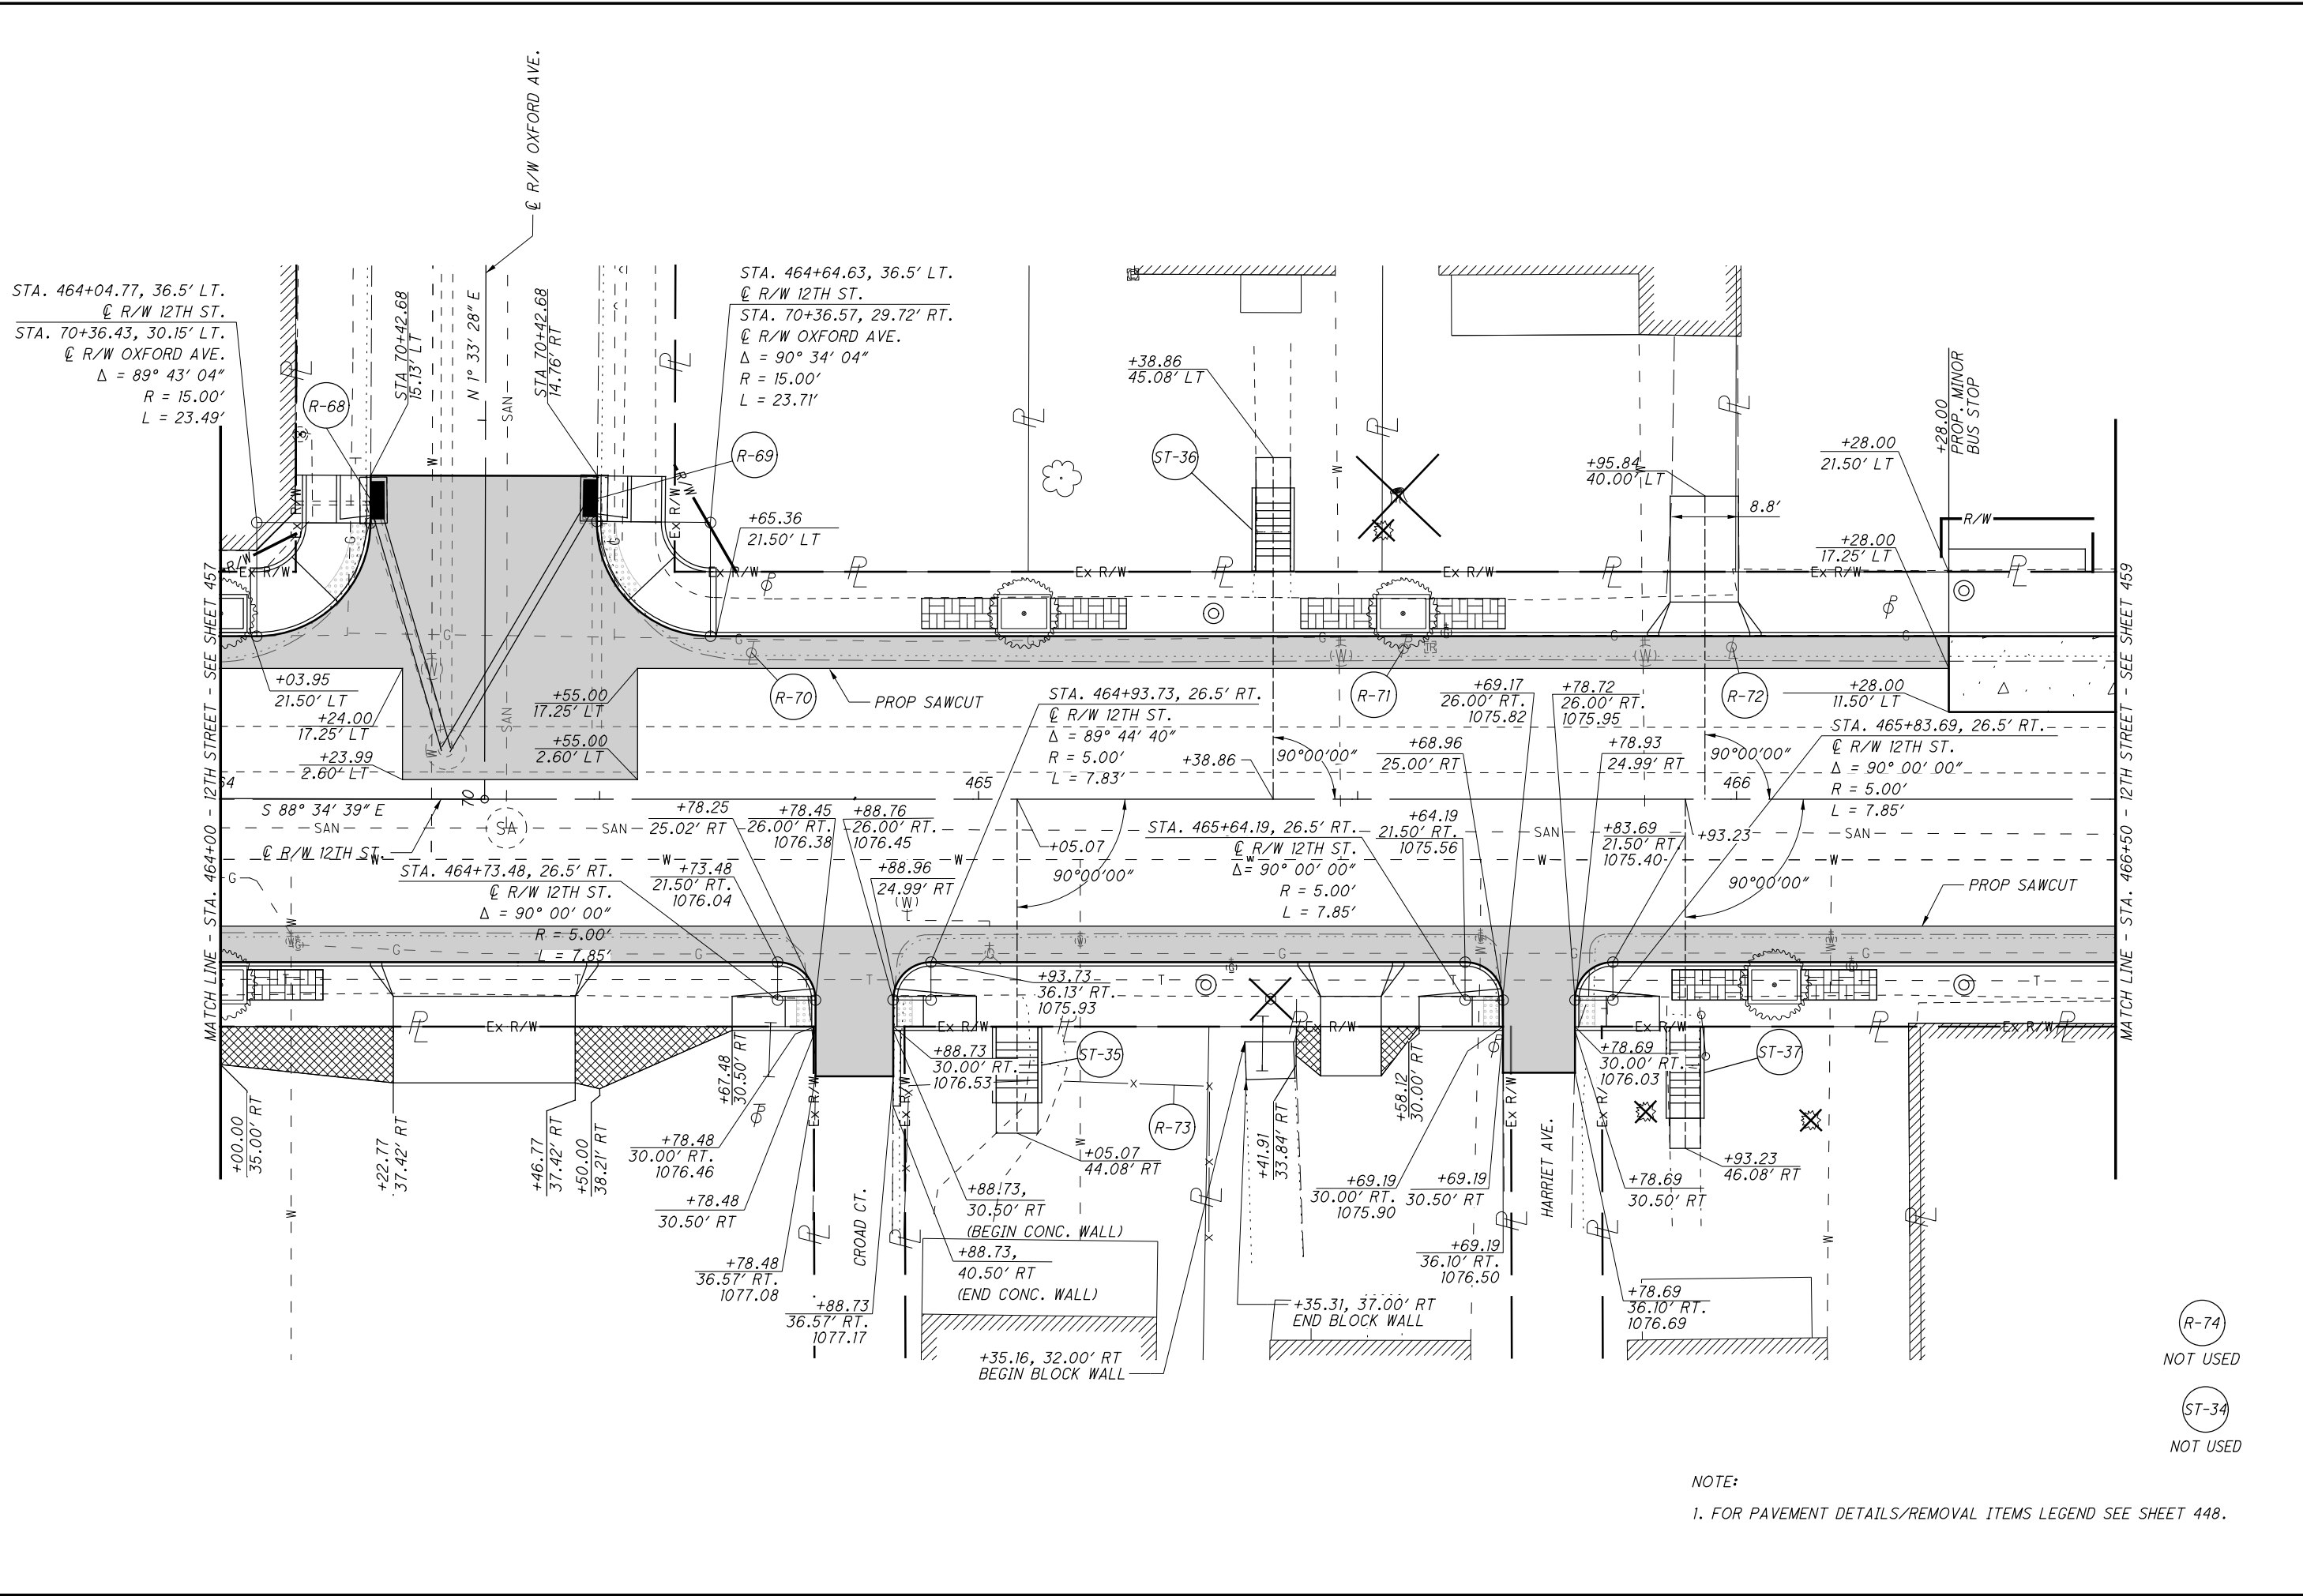 ℄ R/W OXFORD AVE.
STA. 464+04.77, 36.5' LT.
℄ R/W 12TH ST.
STA. 70+36.43, 30.15' LT.
℄ R/W OXFORD AVE.
Δ = 89° 43' 04"
R = 15.00'
L = 23.49'
R-68
STA 70+42.68
15.13' LT
N 1° 33' 28" E
SAN
STA 70+42.68
14.76' RT
STA. 464+64.63, 36.5' LT.
℄ R/W 12TH ST.
STA. 70+36.57, 29.72' RT.
℄ R/W OXFORD AVE.
Δ = 90° 34' 04"
R = 15.00'
L = 23.71'
R-69
+65.36
21.50' LT
+38.86
45.08' LT
ST-36
+95.84
40.00' LT
8.8'
+28.00
PROP. MINOR
BUS STOP
+28.00
21.50' LT
+28.00
17.25' LT
R/W
R/W
R/W
Ex R/W
Ex R/W
Ex R/W
Ex R/W
Ex R/W
Ex R/W
Ex R/W
Ex R/W
MATCH LINE - STA. 464+00 - 12TH STREET - SEE SHEET 457
MATCH LINE - STA. 466+50 - 12TH STREET - SEE SHEET 459
+03.95
21.50' LT
+24.00
17.25' LT
+23.99
2.60' LT
+55.00
17.25' LT
+55.00
2.60' LT
R-70
PROP SAWCUT
STA. 464+93.73, 26.5' RT.
℄ R/W 12TH ST.
Δ = 89° 44' 40"
R = 5.00'
L = 7.83'
+38.86
90°00'00"
R-71
+69.17
26.00' RT.
1075.82
+78.72
26.00' RT.
1075.95
R-72
+28.00
11.50' LT
+68.96
25.00' RT
+78.93
24.99' RT
90°00'00"
STA. 465+83.69, 26.5' RT.
℄ R/W 12TH ST.
Δ = 90° 00' 00"
R = 5.00'
L = 7.85'
64
70
465
466
S 88° 34' 39" E
SAN
SA
SAN
SAN
SAN
℄ R/W 12TH ST.
+78.25
25.02' RT
+78.45
26.00' RT.
1076.38
+88.76
26.00' RT.
1076.45
STA. 465+64.19, 26.5' RT.
℄ R/W 12TH ST.
Δ= 90° 00' 00"
R = 5.00'
L = 7.85'
+64.19
21.50' RT.
1075.56
+83.69
21.50' RT.
1075.40
+93.23
90°00'00"
STA. 464+73.48, 26.5' RT.
℄ R/W 12TH ST.
Δ = 90° 00' 00"
R = 5.00'
L = 7.85'
+73.48
21.50' RT.
1076.04
+88.96
24.99' RT
(W)
+05.07
90°00'00"
PROP SAWCUT
G
W
T
+93.73
36.13' RT.
1075.93
Ex R/W
Ex R/W
Ex R/W
Ex R/W
Ex R/W
+00.00
35.00' RT
+22.77
37.42' RT
+46.77
37.42' RT
+50.00
38.21' RT
+67.48
30.50' RT
+88.73
30.00' RT.
1076.53
ST-35
R-73
+58.12
30.00' RT
+78.69
30.00' RT.
1076.03
ST-37
+78.48
30.00' RT.
1076.46
+78.48
30.50' RT
+78.48
36.57' RT.
1077.08
CROAD CT.
Ex R/W
Ex R/W
+88.73
36.57' RT.
1077.17
+88.73,
30.50' RT
(BEGIN CONC. WALL)
+88.73,
40.50' RT
(END CONC. WALL)
+05.07
44.08' RT
+41.91
33.84' RT
+35.31, 37.00' RT
END BLOCK WALL
+35.16, 32.00' RT
BEGIN BLOCK WALL
+69.19
30.00' RT.
1075.90
+69.19
30.50' RT
+69.19
36.10' RT.
1076.50
HARRIET AVE.
Ex R/W
Ex R/W
+78.69
30.50' RT
+93.23
46.08' RT
+78.69
36.10' RT.
1076.69
R-74
NOT USED
ST-34
NOT USED
NOTE:
1. FOR PAVEMENT DETAILS/REMOVAL ITEMS LEGEND SEE SHEET 448.